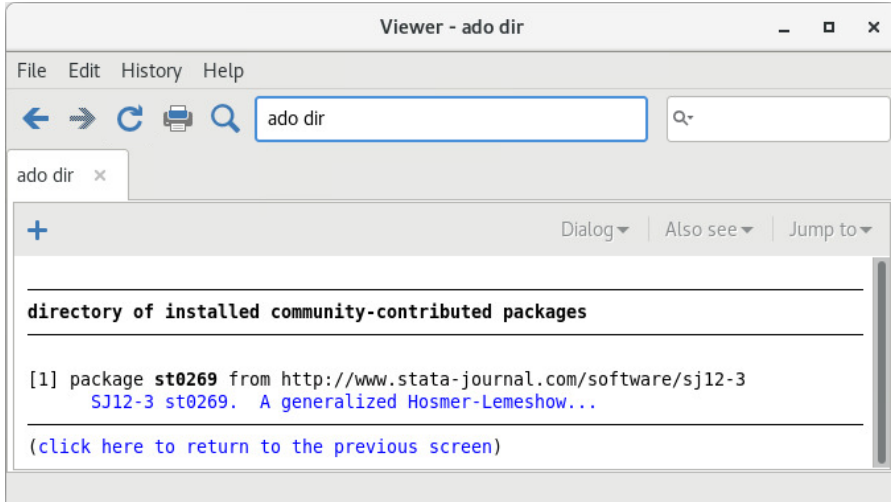 Viewer - ado dir
File Edit History Help
ado dir
ado dir ×
Dialog Also see Jump to
directory of installed community-contributed packages
[1] package st0269 from http://www.stata-journal.com/software/sj12-3
SJ12-3 st0269. A generalized Hosmer-Lemeshow...
(click here to return to the previous screen)